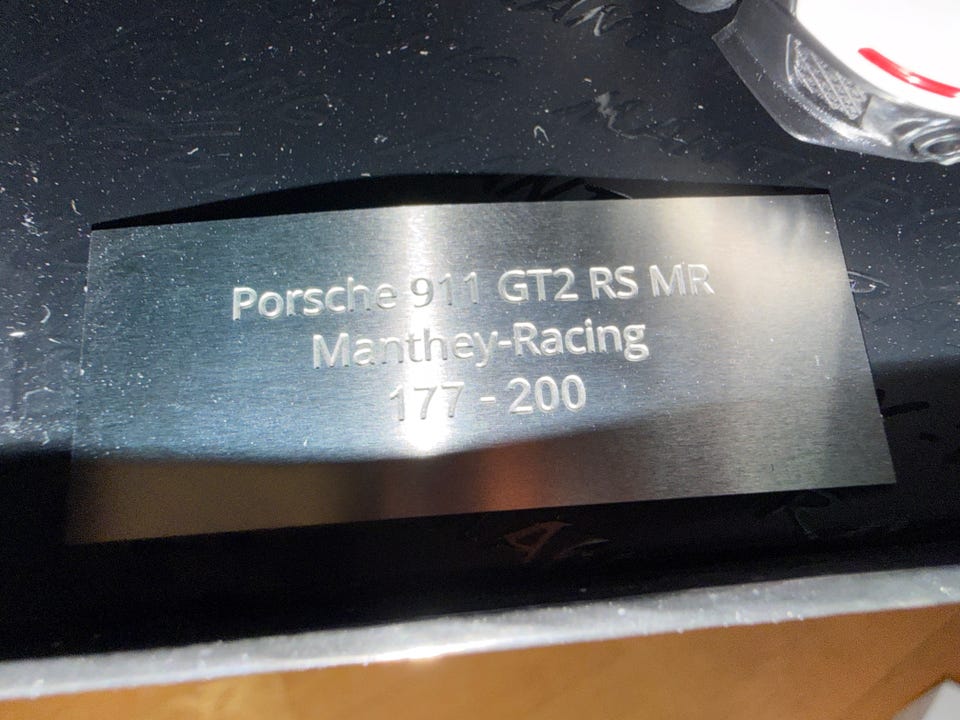 Porsche 911 GT2 RS MR
Manthey-Racing
177 - 200